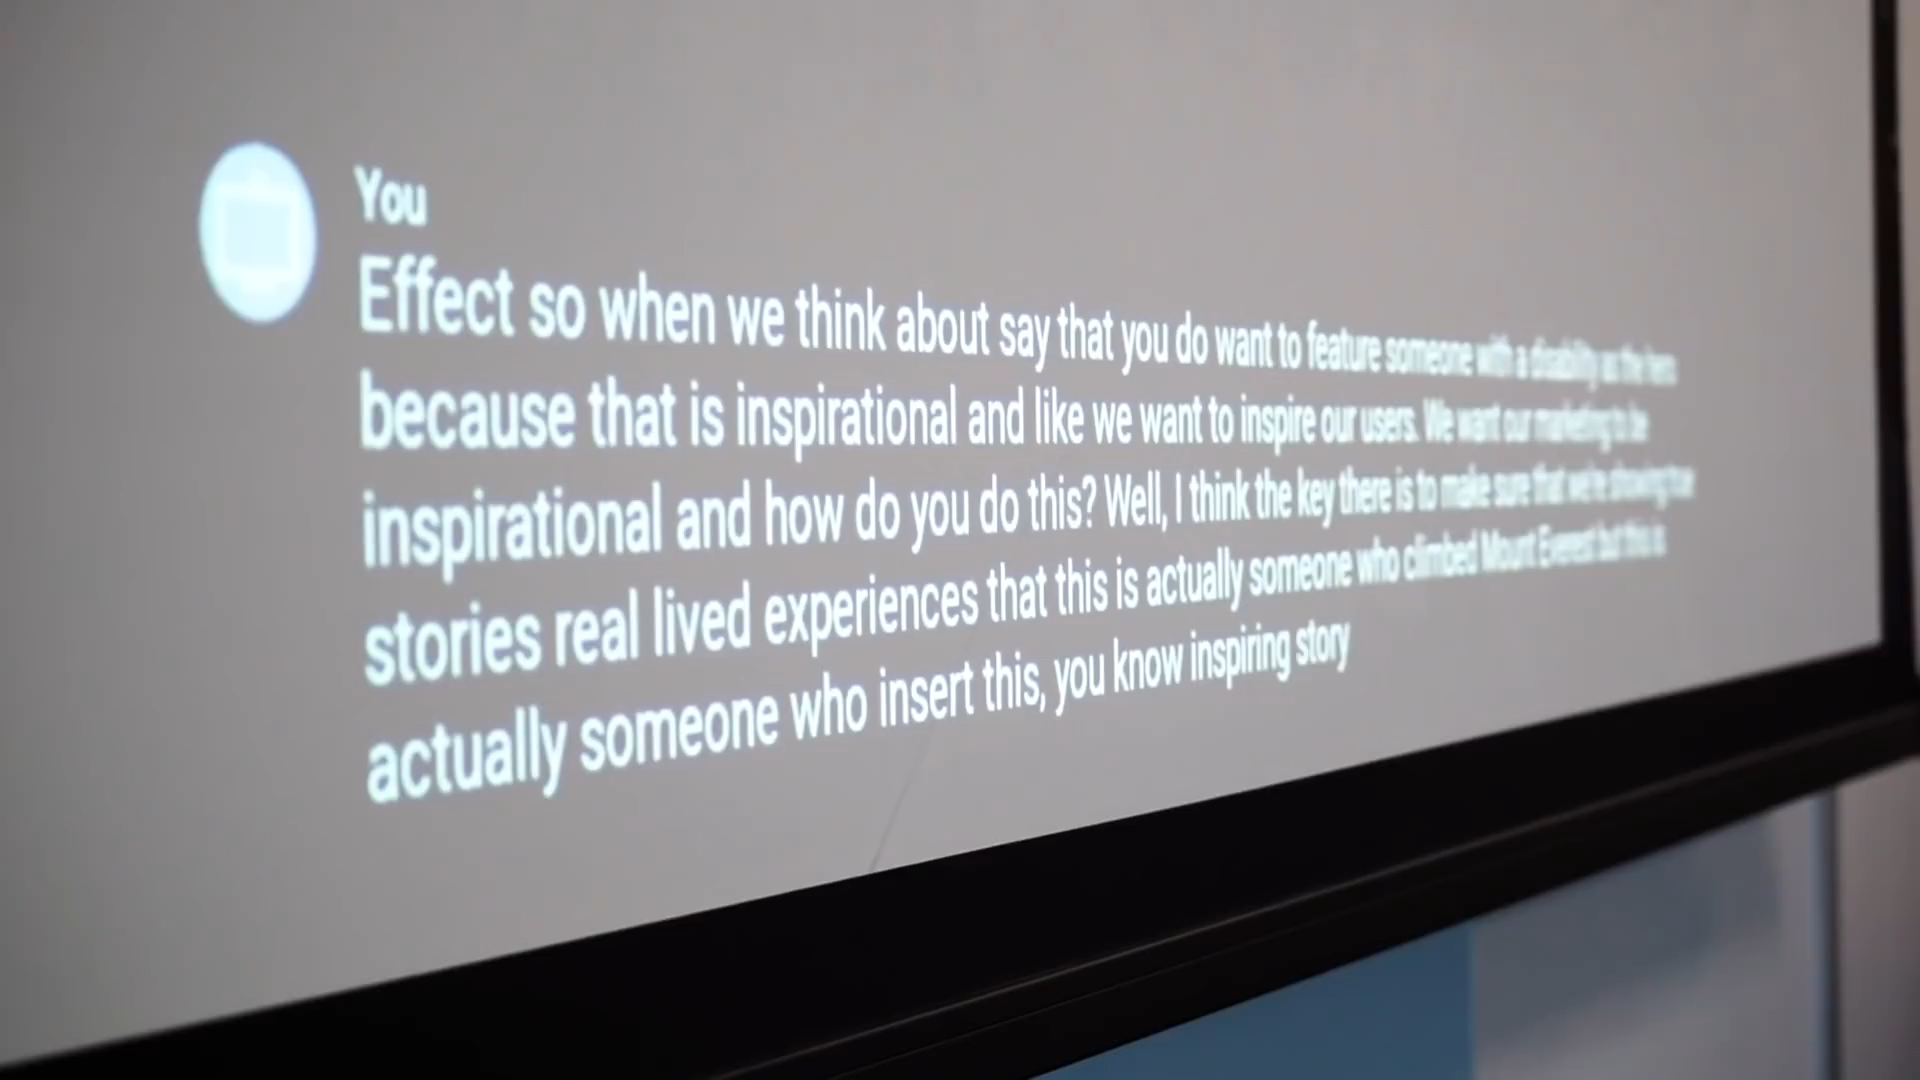 You
Effect so when we think about say that you do want to feature someone with a disability as the hero
because that is inspirational and like we want to inspire our users. We want our marketing to be
inspirational and how do you do this? Well, I think the key there is to make sure that we're showing true
stories real lived experiences that this is actually someone who climbed Mount Everest but this is
actually someone who insert this, you know inspiring story